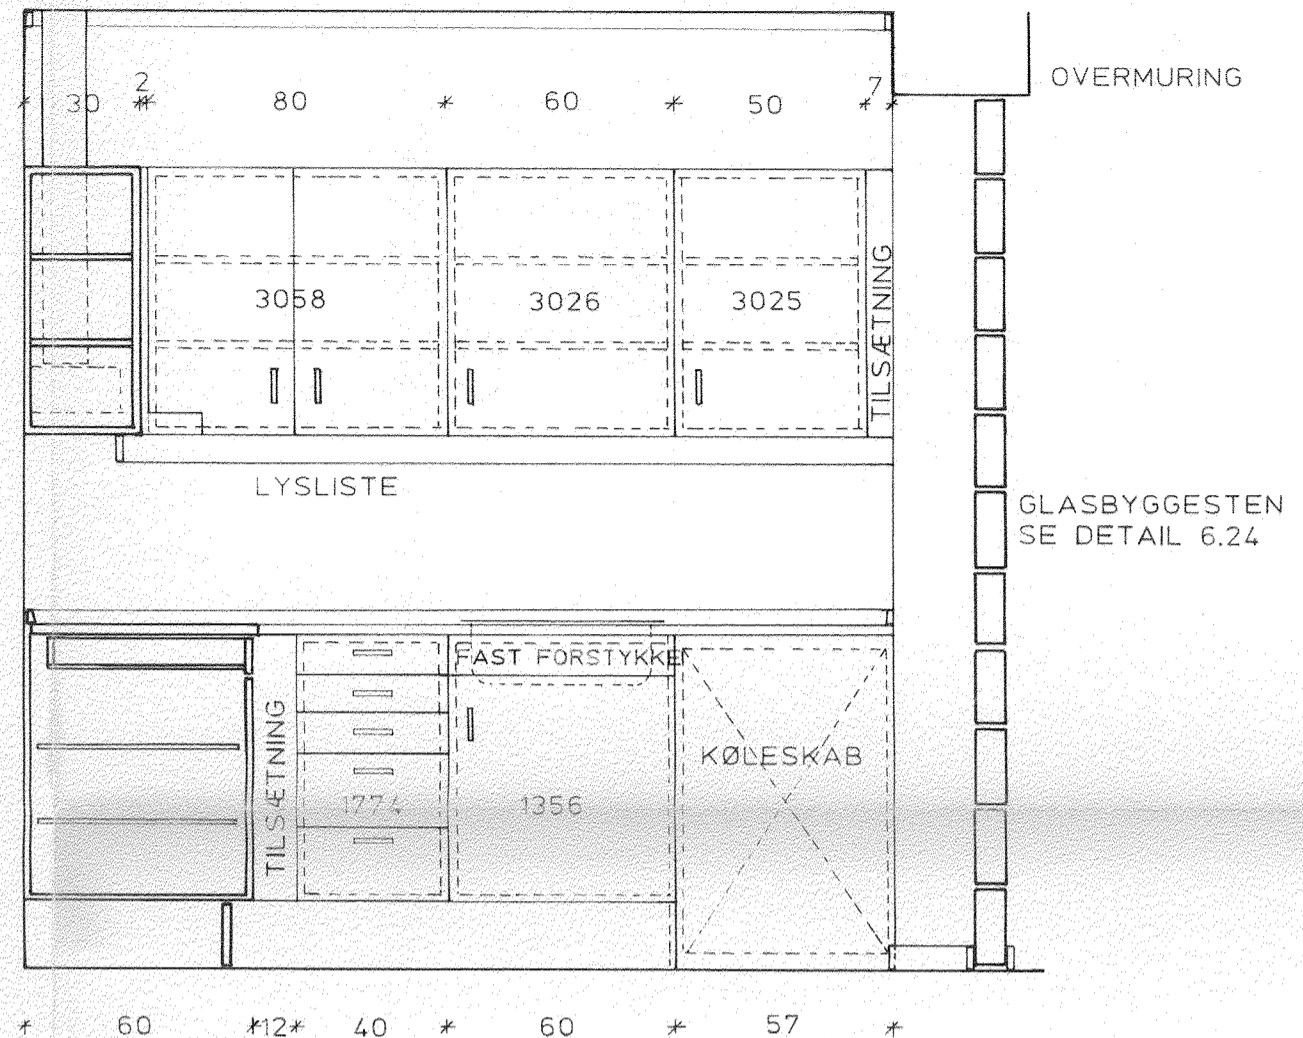 OVERMURING
30 2 80 60 50 7
3058 3026 3025
TILSÆTNING
LYSLISTE
GLASBYGGESTEN
SE DETAIL 6.24
FAST FORSTYKKE
TILSÆTNING
KØLESKAB
1774 1356
60 12 40 60 57